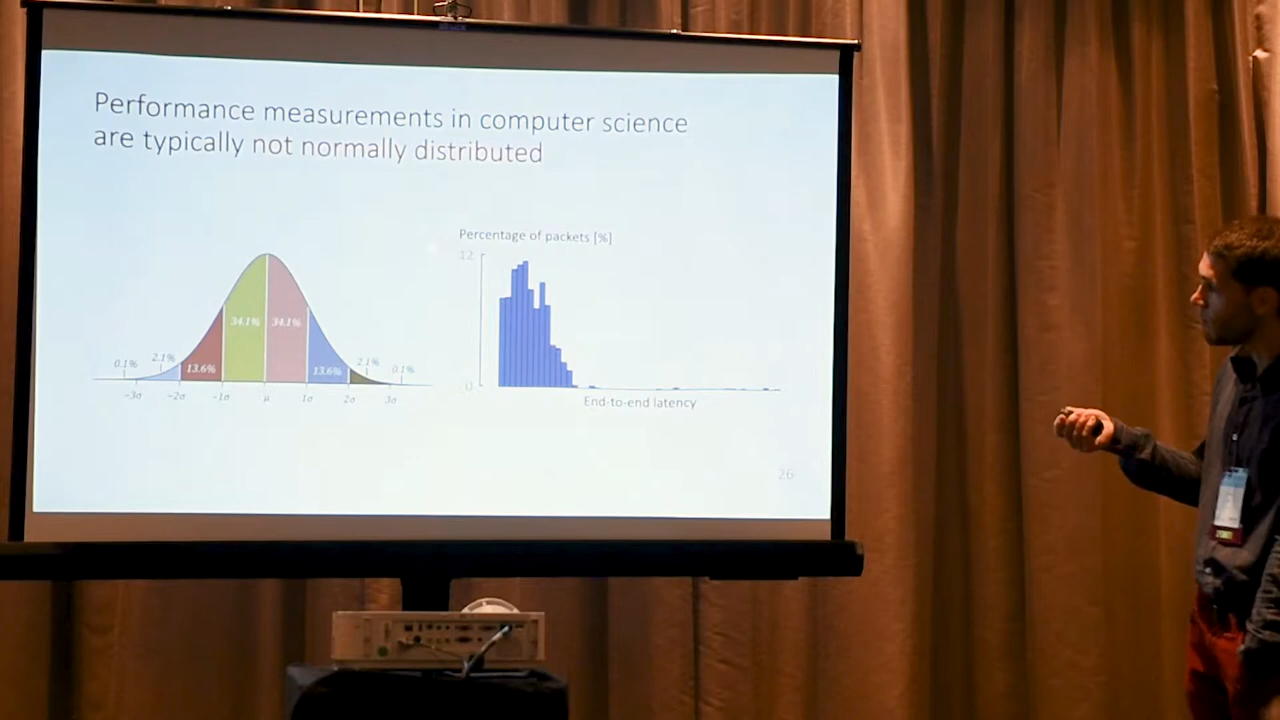 Performance measurements in computer science
are typically not normally distributed
Percentage of packets [%]
12
0
End-to-end latency
34.1% 34.1%
13.6% 13.6%
0.1% 2.1% 2.1% 0.1%
−3σ −2σ −1σ μ 1σ 2σ 3σ
26